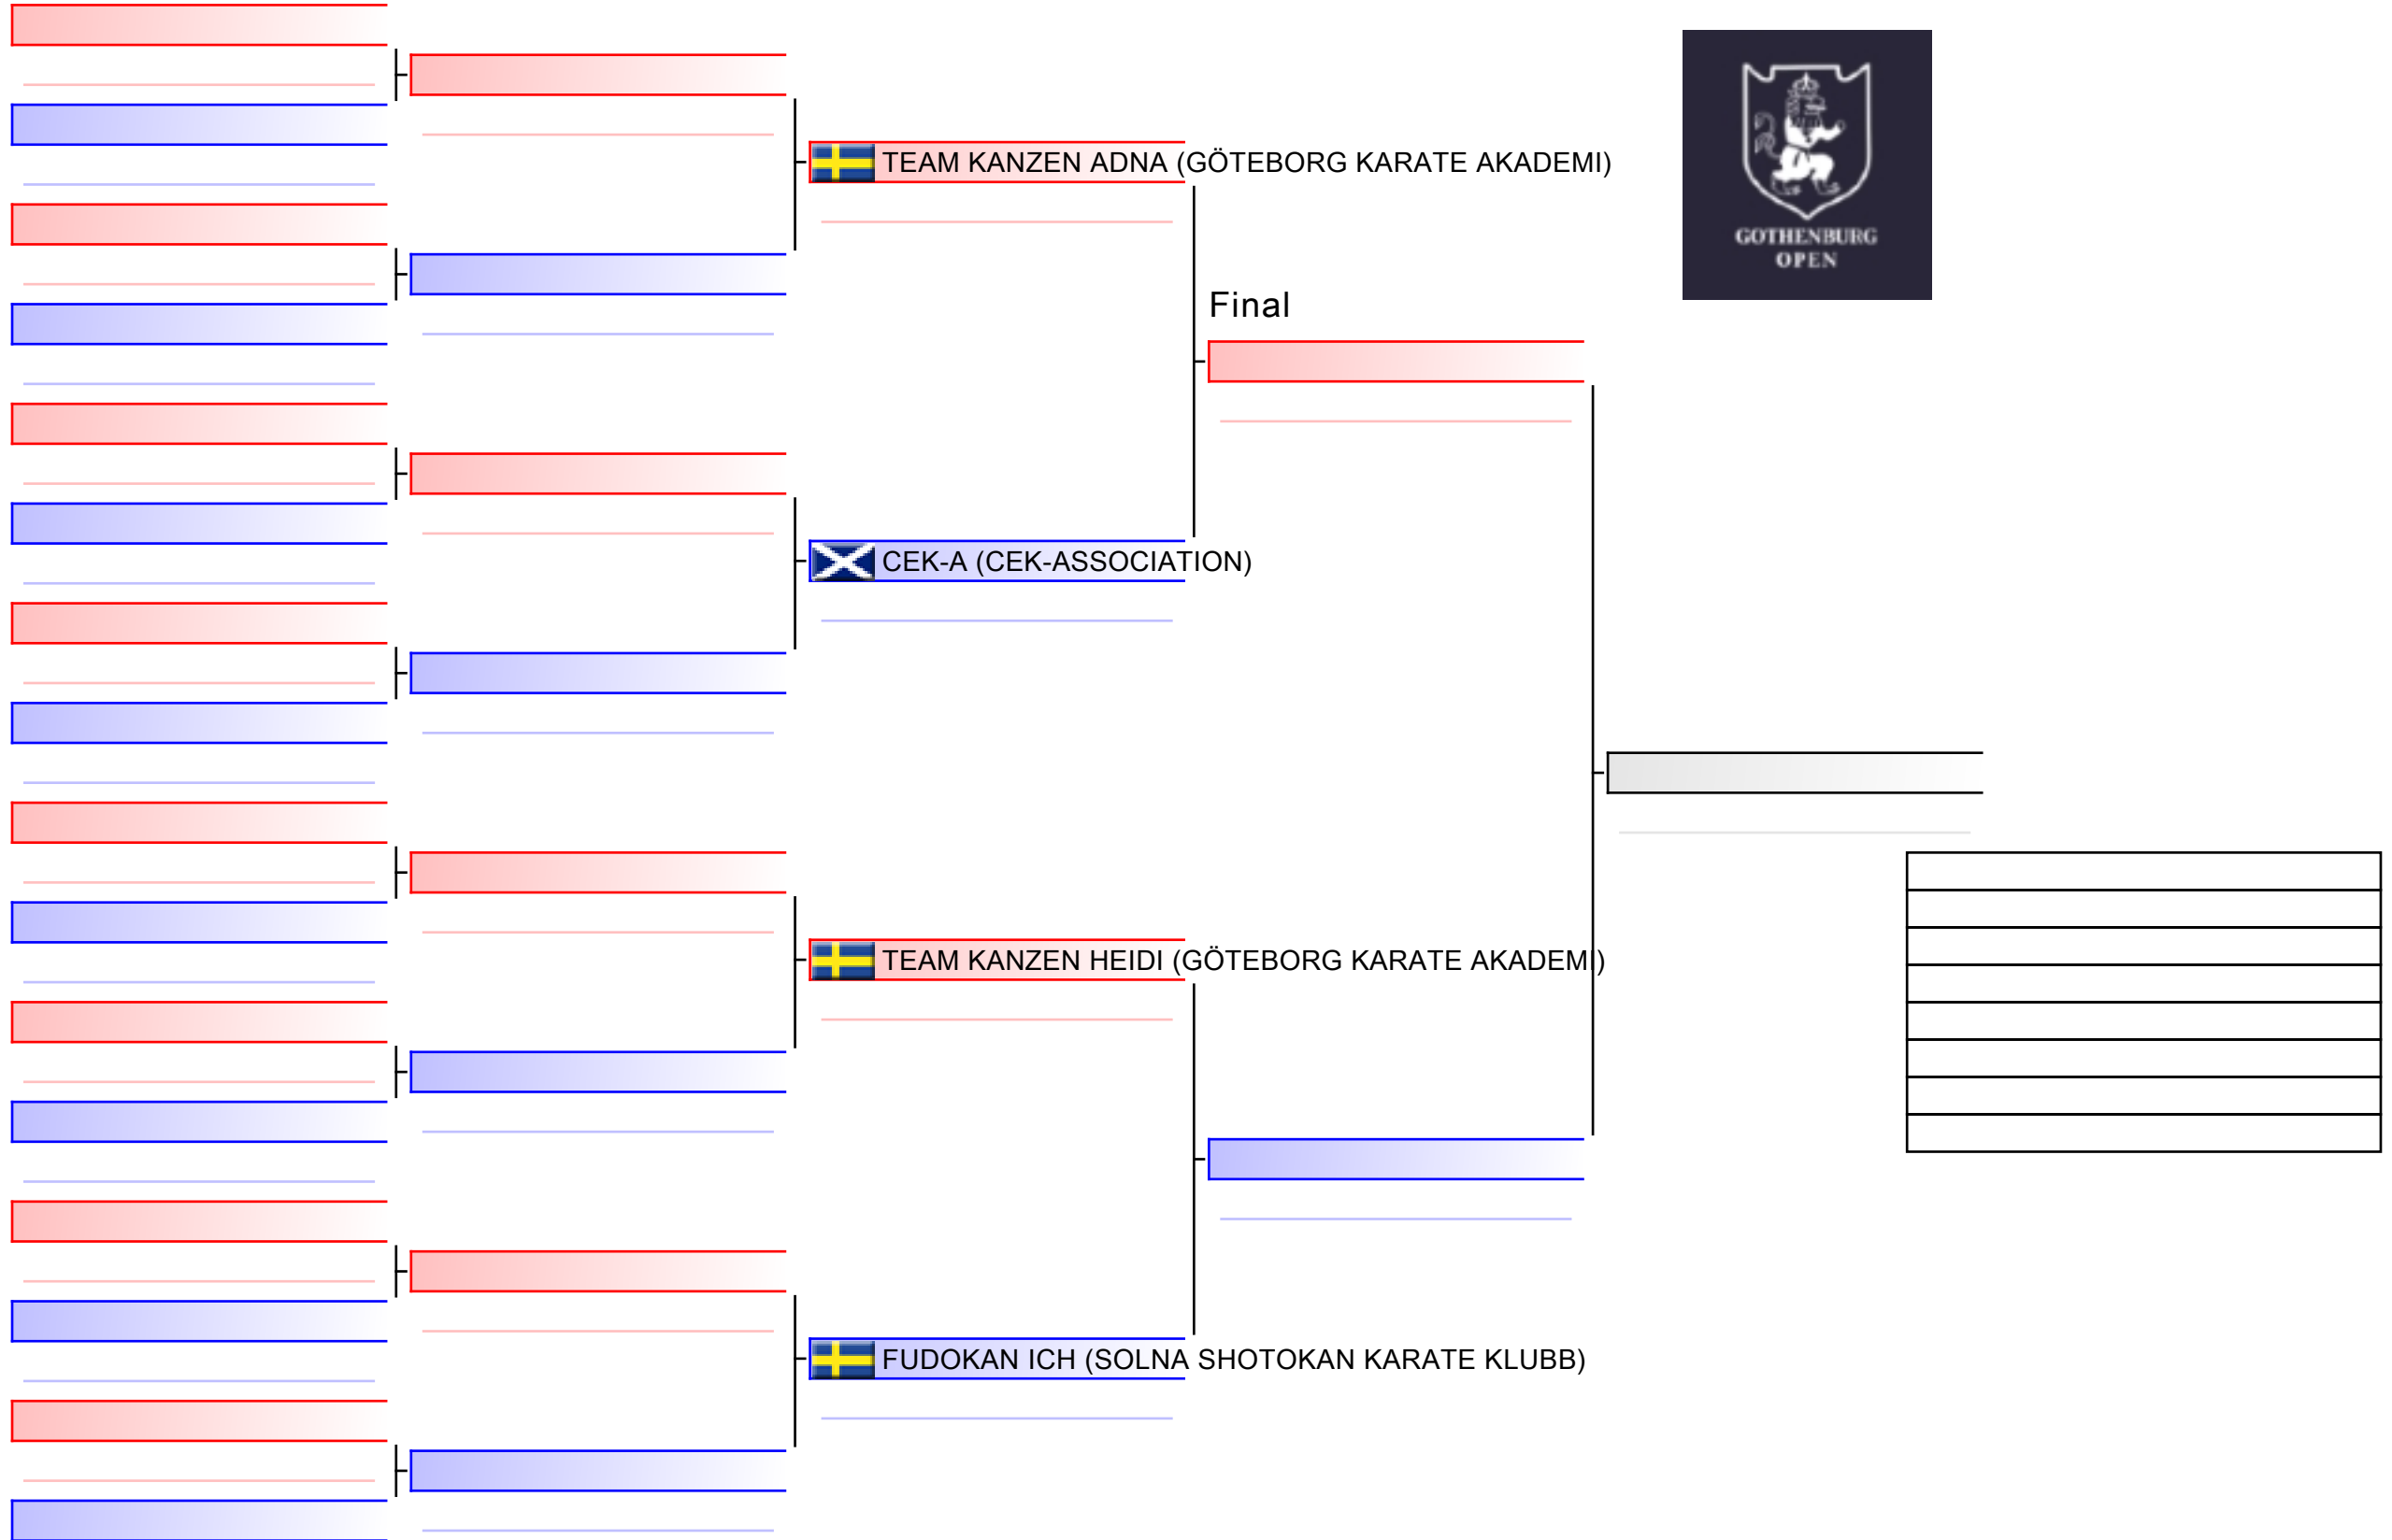 TEAM KANZEN ADNA (GÖTEBORG KARATE AKADEMI)
GOTHENBURG
OPEN
Final
CEK-A (CEK-ASSOCIATION)
TEAM KANZEN HEIDI (GÖTEBORG KARATE AKADEMI)
FUDOKAN ICH (SOLNA SHOTOKAN KARATE KLUBB)